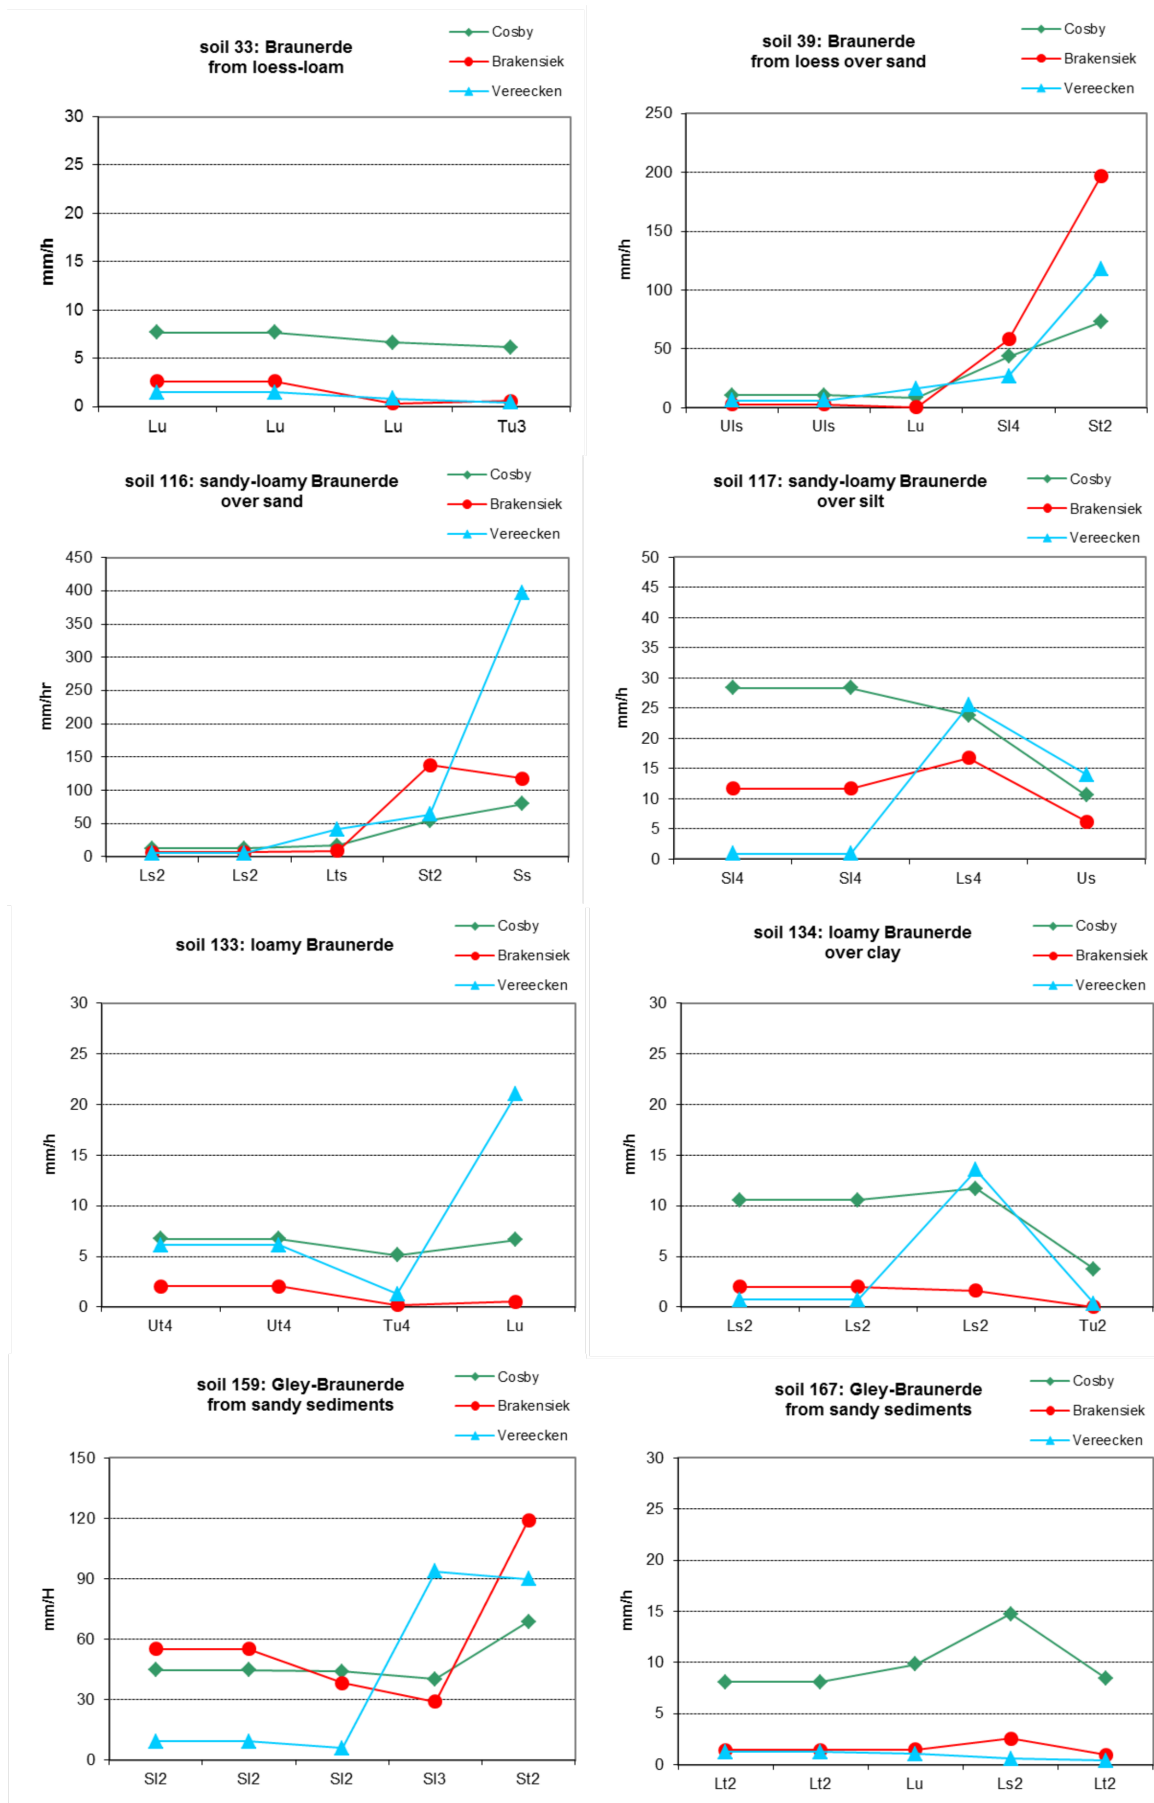 soil 33: Braunerde
from loess-loam
Cosby
Brakensiek
Vereecken
30
25
20
15
10
5
0
mm/h
Lu Lu Lu Tu3
soil 39: Braunerde
from loess over sand
Cosby
Brakensiek
Vereecken
250
200
150
100
50
0
mm/h
Uls Uls Lu Sl4 St2
soil 116: sandy-loamy Braunerde
over sand
Cosby
Brakensiek
Vereecken
450
400
350
300
250
200
150
100
50
0
mm/hr
Ls2 Ls2 Lts St2 Ss
soil 117: sandy-loamy Braunerde
over silt
Cosby
Brakensiek
Vereecken
50
45
40
35
30
25
20
15
10
5
0
mm/h
Sl4 Sl4 Ls4 Us
soil 133: loamy Braunerde
Cosby
Brakensiek
Vereecken
30
25
20
15
10
5
0
mm/h
Ut4 Ut4 Tu4 Lu
soil 134: loamy Braunerde
over clay
Cosby
Brakensiek
Vereecken
30
25
20
15
10
5
0
mm/h
Ls2 Ls2 Ls2 Tu2
soil 159: Gley-Braunerde
from sandy sediments
Cosby
Brakensiek
Vereecken
150
120
90
60
30
0
mm/H
Sl2 Sl2 Sl2 Sl3 St2
soil 167: Gley-Braunerde
from sandy sediments
Cosby
Brakensiek
Vereecken
30
25
20
15
10
5
0
mm/h
Lt2 Lt2 Lu Ls2 Lt2